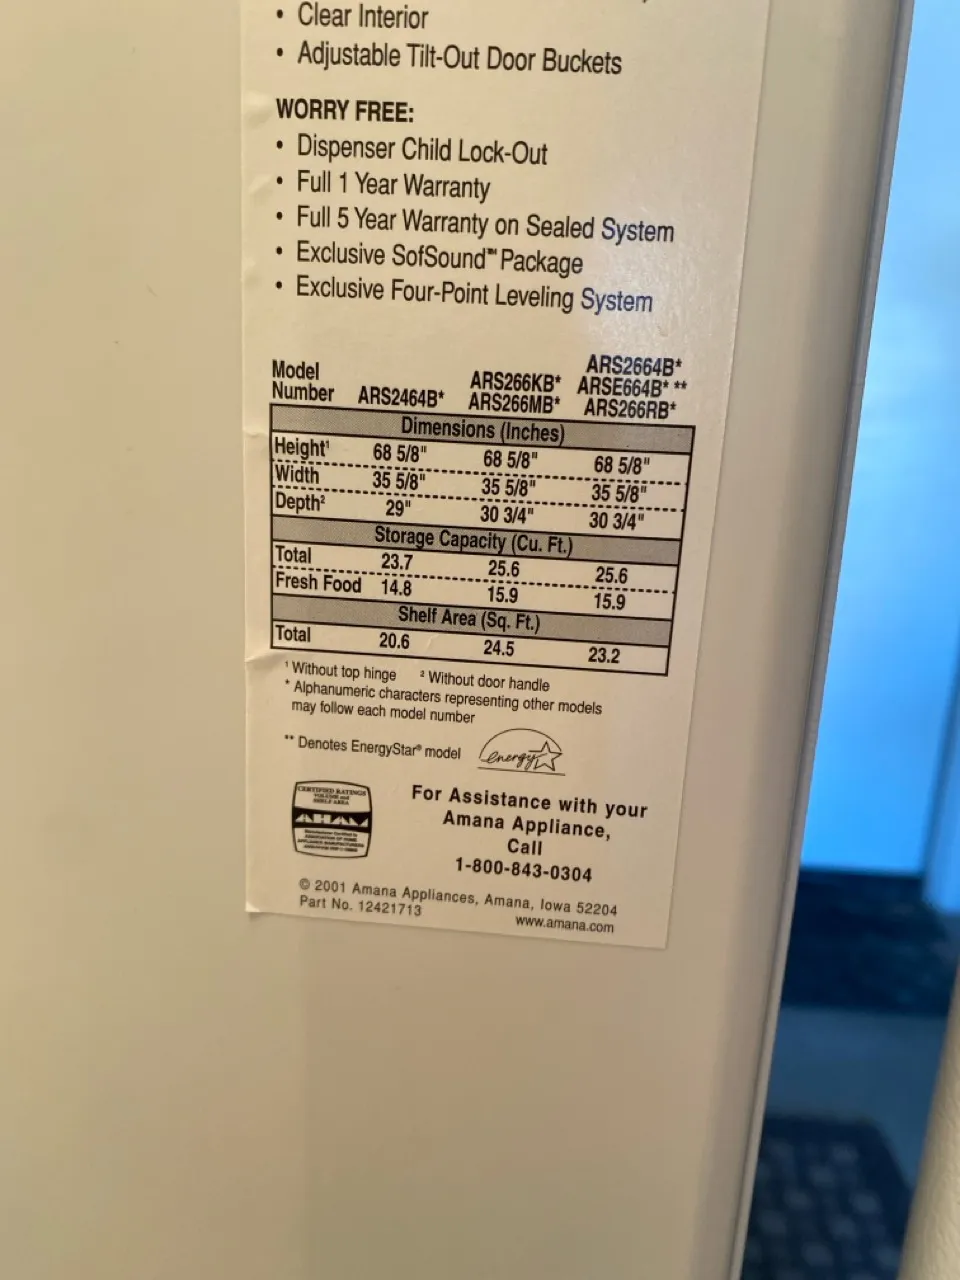 • Clear Interior
• Adjustable Tilt-Out Door Buckets
WORRY FREE:
• Dispenser Child Lock-Out
• Full 1 Year Warranty
• Full 5 Year Warranty on Sealed System
• Exclusive SofSound™ Package
• Exclusive Four-Point Leveling System
Model Number ARS2464B* ARS266KB* ARS266MB* ARS2664B* ARSE664B* ** ARS266RB*
Dimensions (Inches)
Height¹ 68 5/8" 68 5/8" 68 5/8"
Width 35 5/8" 35 5/8" 35 5/8"
Depth² 29" 30 3/4" 30 3/4"
Storage Capacity (Cu. Ft.)
Total 23.7 25.6 25.6
Fresh Food 14.8 15.9 15.9
Shelf Area (Sq. Ft.)
Total 20.6 24.5 23.2
¹ Without top hinge ² Without door handle
* Alphanumeric characters representing other models
may follow each model number
** Denotes EnergyStar® model
energy
CERTIFIED RATINGS
VOLUME and
SHELF AREA
AHAM
For Assistance with your
Amana Appliance,
Call
1-800-843-0304
© 2001 Amana Appliances, Amana, Iowa 52204
Part No. 12421713
www.amana.com